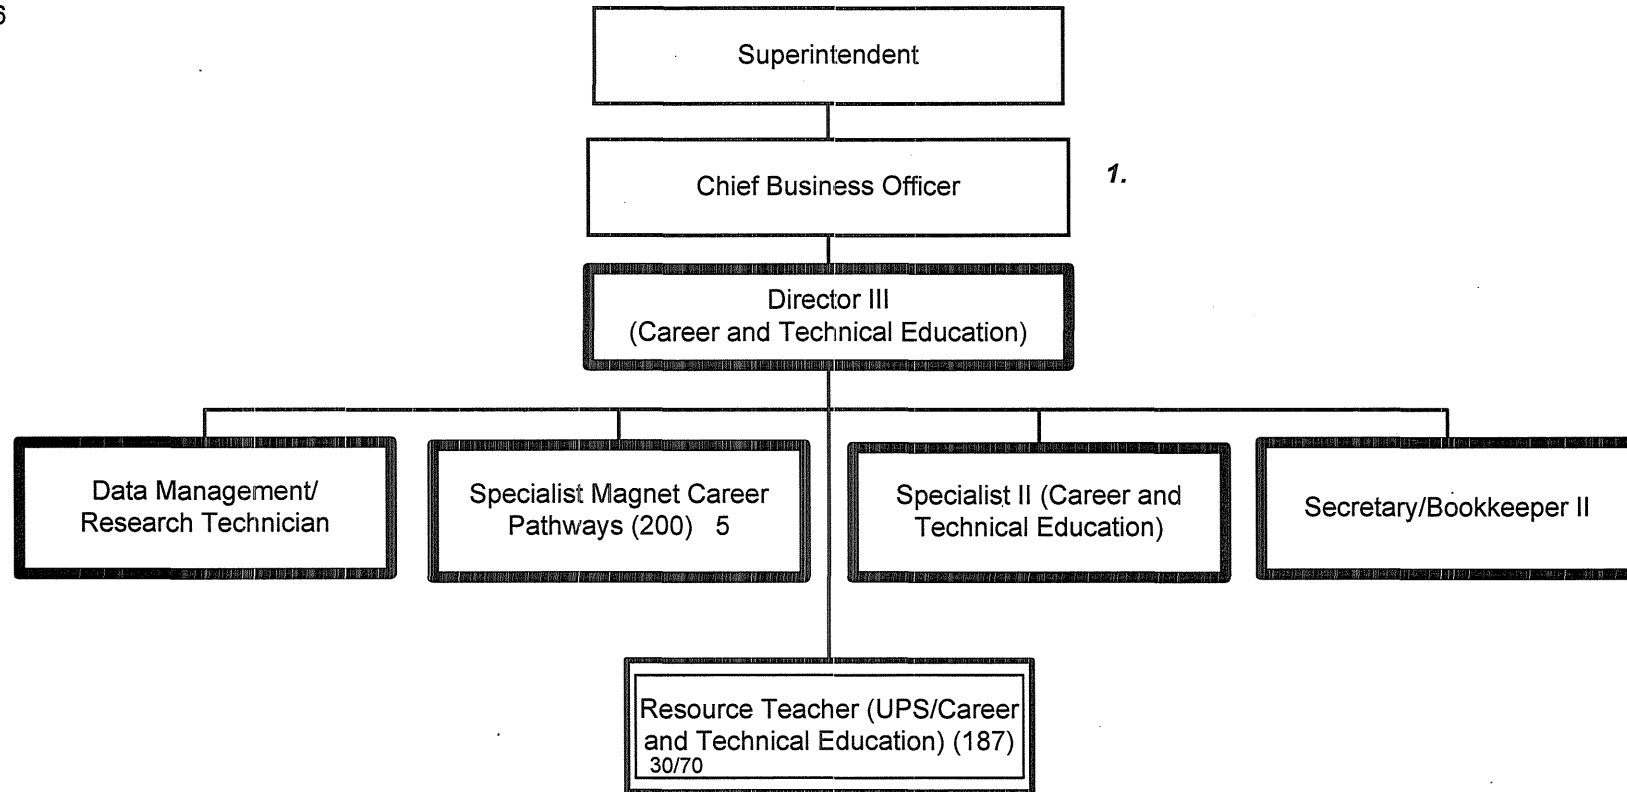 6
Superintendent
Chief Business Officer
1.
Director III
(Career and Technical Education)
Data Management/
Research Technician
Specialist Magnet Career
Pathways (200) 5
Specialist II (Career and
Technical Education)
Secretary/Bookkeeper II
Resource Teacher (UPS/Career
and Technical Education) (187)
30/70